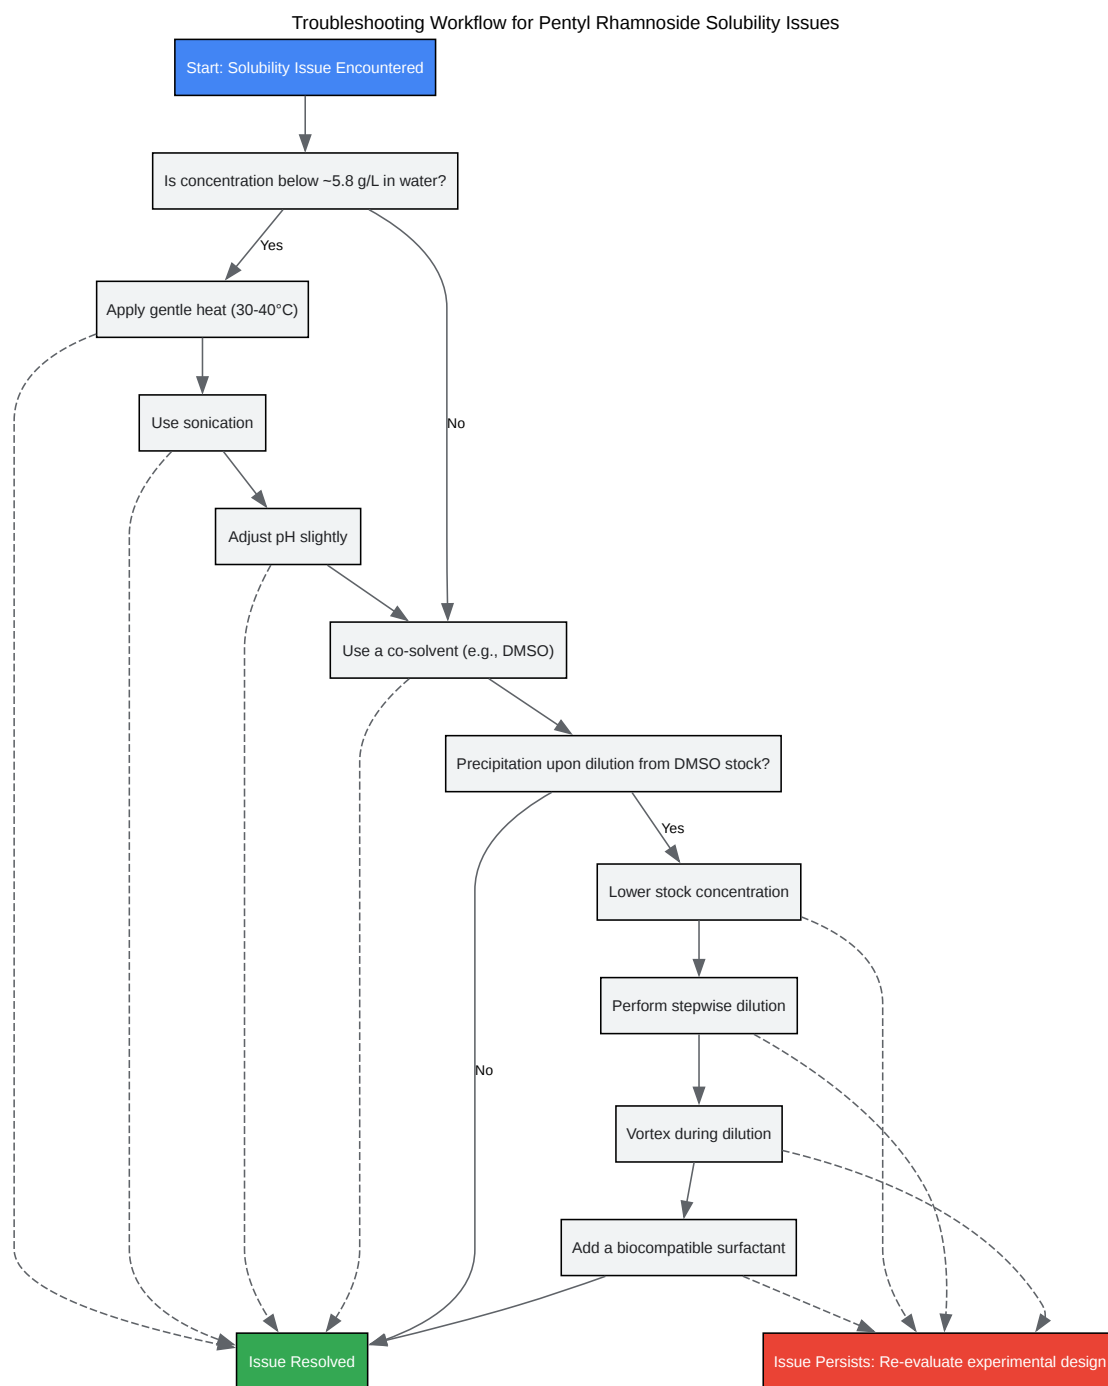 Troubleshooting Workflow for Pentyl Rhamnoside Solubility Issues
Start: Solubility Issue Encountered
Is concentration below ~5.8 g/L in water?
Yes
Apply gentle heat (30-40°C)
No
Use sonication
Adjust pH slightly
Use a co-solvent (e.g., DMSO)
Precipitation upon dilution from DMSO stock?
Yes
Lower stock concentration
Perform stepwise dilution
No
Vortex during dilution
Add a biocompatible surfactant
Issue Resolved
Issue Persists: Re-evaluate experimental design